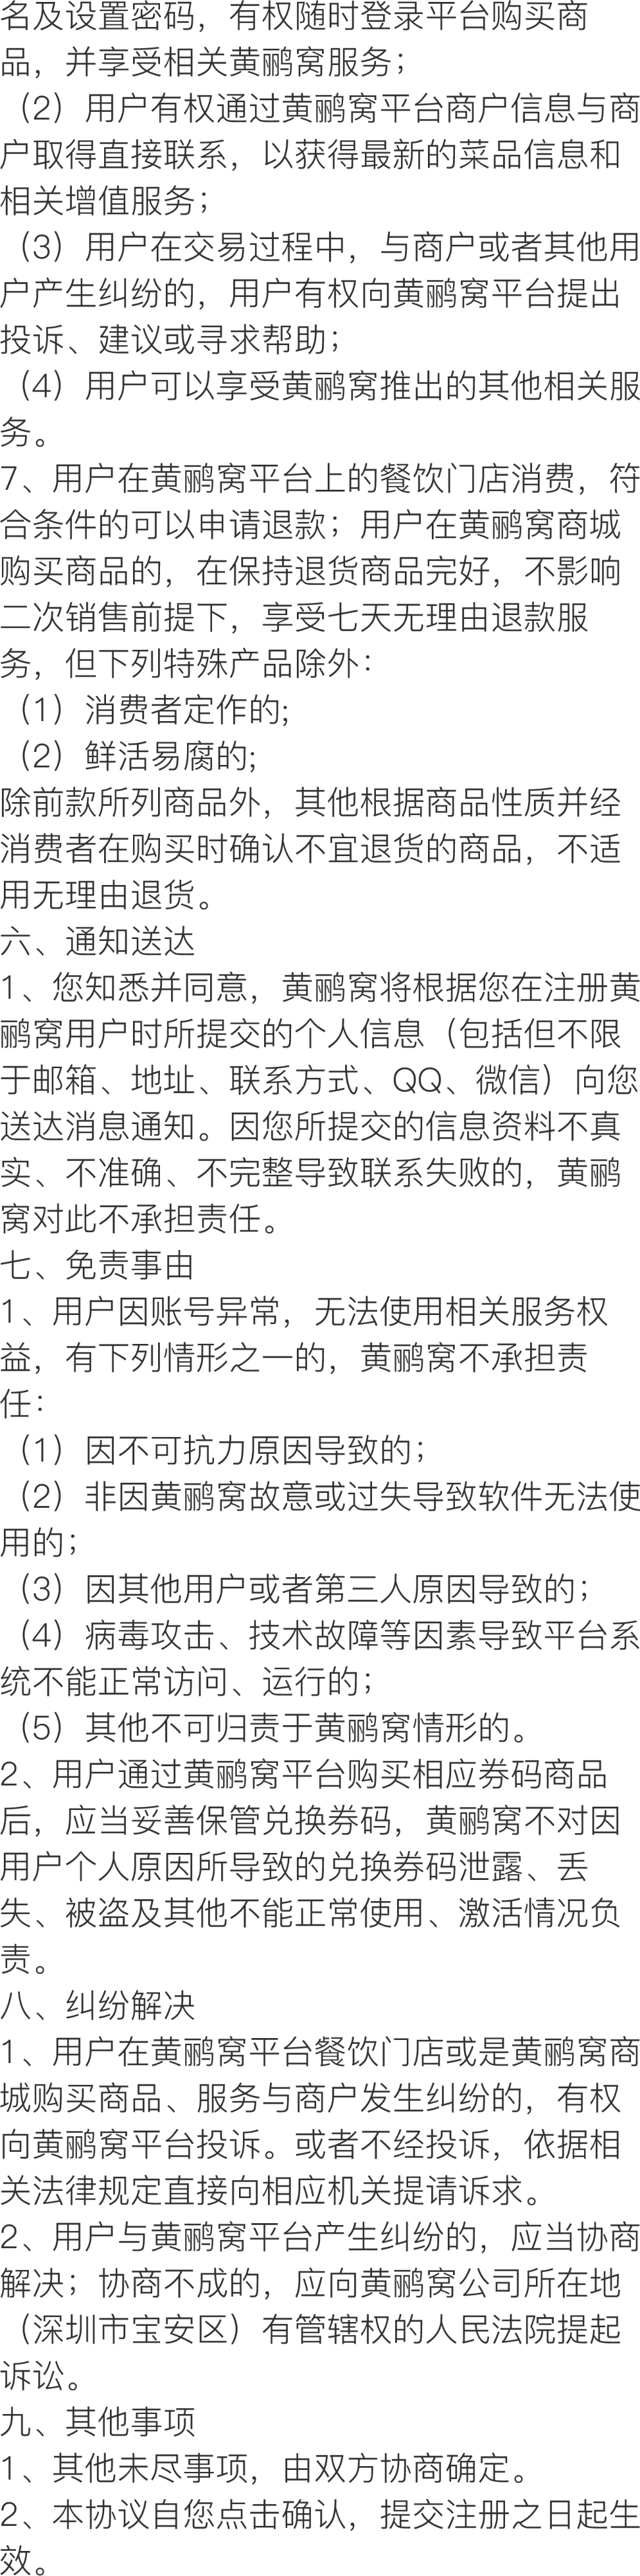 名及设置密码，有权随时登录平台购买商
品，并享受相关黄鹂窝服务；
（2）用户有权通过黄鹂窝平台商户信息与商
户取得直接联系，以获得最新的菜品信息和
相关增值服务；
（3）用户在交易过程中，与商户或者其他用
户产生纠纷的，用户有权向黄鹂窝平台提出
投诉、建议或寻求帮助；
（4）用户可以享受黄鹂窝推出的其他相关服
务。
7、用户在黄鹂窝平台上的餐饮门店消费，符
合条件的可以申请退款；用户在黄鹂窝商城
购买商品的，在保持退货商品完好，不影响
二次销售前提下，享受七天无理由退款服
务，但下列特殊产品除外：
（1）消费者定作的;
（2）鲜活易腐的;
除前款所列商品外，其他根据商品性质并经
消费者在购买时确认不宜退货的商品，不适
用无理由退货。
六、通知送达
1、您知悉并同意，黄鹂窝将根据您在注册黄
鹂窝用户时所提交的个人信息（包括但不限
于邮箱、地址、联系方式、QQ、微信）向您
送达消息通知。因您所提交的信息资料不真
实、不准确、不完整导致联系失败的，黄鹂
窝对此不承担责任。
七、免责事由
1、用户因账号异常，无法使用相关服务权
益，有下列情形之一的，黄鹂窝不承担责
任：
（1）因不可抗力原因导致的；
（2）非因黄鹂窝故意或过失导致软件无法使
用的；
（3）因其他用户或者第三人原因导致的；
（4）病毒攻击、技术故障等因素导致平台系
统不能正常访问、运行的；
（5）其他不可归责于黄鹂窝情形的。
2、用户通过黄鹂窝平台购买相应券码商品
后，应当妥善保管兑换券码，黄鹂窝不对因
用户个人原因所导致的兑换券码泄露、丢
失、被盗及其他不能正常使用、激活情况负
责。
八、纠纷解决
1、用户在黄鹂窝平台餐饮门店或是黄鹂窝商
城购买商品、服务与商户发生纠纷的，有权
向黄鹂窝平台投诉。或者不经投诉，依据相
关法律规定直接向相应机关提请诉求。
2、用户与黄鹂窝平台产生纠纷的，应当协商
解决；协商不成的，应向黄鹂窝公司所在地
（深圳市宝安区）有管辖权的人民法院提起
诉讼。
九、其他事项
1、其他未尽事项，由双方协商确定。
2、本协议自您点击确认，提交注册之日起生
效。